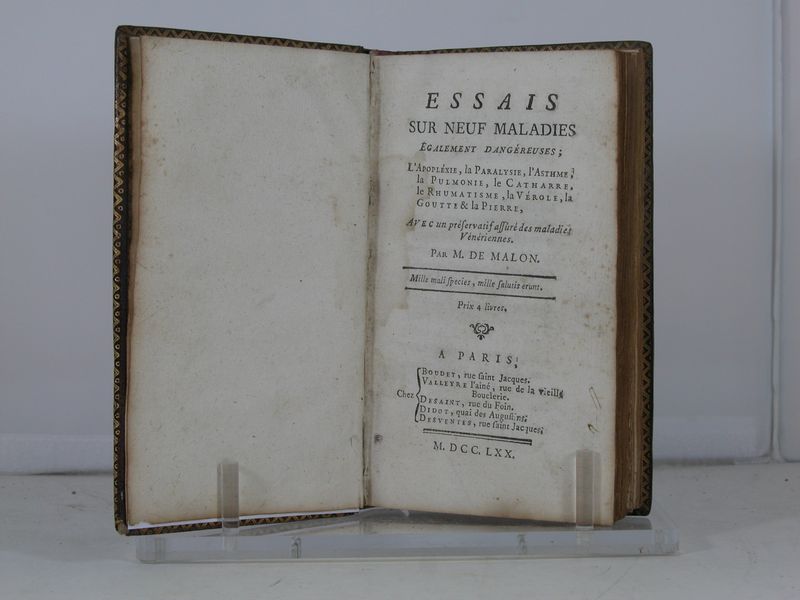 ESSAIS
SUR NEUF MALADIES
ÉGALEMENT DANGÉREUSES;
L'APOPLÉXIE, la PARALYSIE, l'ASTHME,
la PULMONIE, le CATHARRE,
le RHUMATISME, la VÉROLE, la
GOUTTE & la PIERRE,
AVEC un préservatif assuré des maladies
Vénériennes.
PAR M. DE MALON.
Mille mali species, mille salutis erunt.
Prix 4 livres.
A PARIS,
Chez
BOUDET, rue saint Jacques.
VALLEYRE l'aîné, rue de la vieille
Bouclerie.
DESAINT, rue du Foin.
DIDOT, quai des Augustins.
DESVENTES, rue saint Jacques.
M. DCC. LXX.